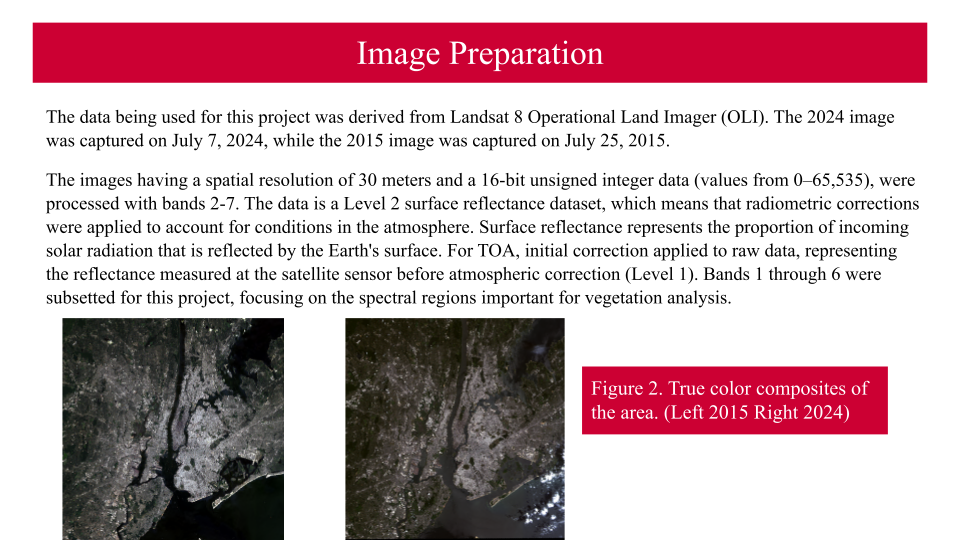 Image Preparation
The data being used for this project was derived from Landsat 8 Operational Land Imager (OLI). The 2024 image
was captured on July 7, 2024, while the 2015 image was captured on July 25, 2015.
The images having a spatial resolution of 30 meters and a 16-bit unsigned integer data (values from 0–65,535), were
processed with bands 2-7. The data is a Level 2 surface reflectance dataset, which means that radiometric corrections
were applied to account for conditions in the atmosphere. Surface reflectance represents the proportion of incoming
solar radiation that is reflected by the Earth's surface. For TOA, initial correction applied to raw data, representing
the reflectance measured at the satellite sensor before atmospheric correction (Level 1). Bands 1 through 6 were
subsetted for this project, focusing on the spectral regions important for vegetation analysis.
Figure 2. True color composites of
the area. (Left 2015 Right 2024)